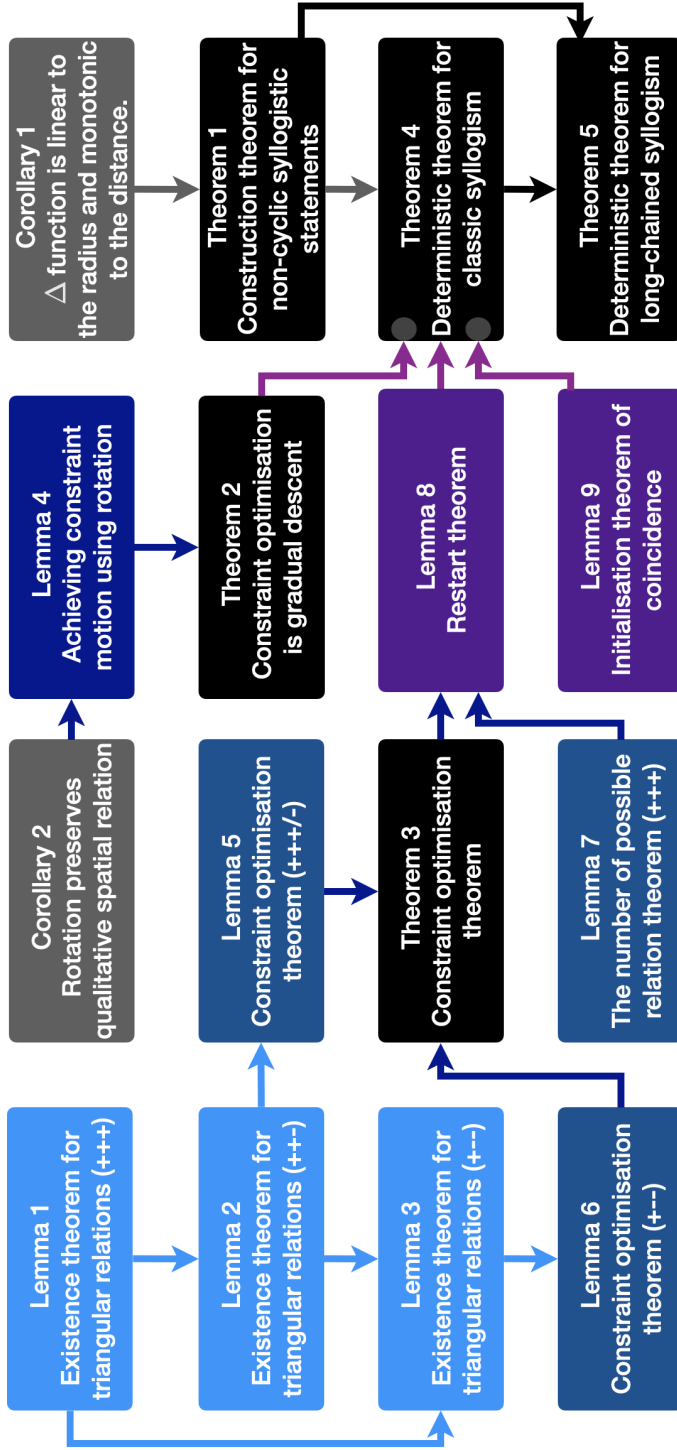 Lemma 1
Existence theorem for
triangular relations (+++)
Corollary 2
Rotation preserves
qualitative spatial relation
Lemma 4
Achieving constraint
motion using rotation
Corollary 1
△ function is linear to
the radius and monotonic
to the distance.
Lemma 2
Existence theorem for
triangular relations (++-)
Lemma 5
Constraint optimisation
theorem (+++/-)
Theorem 2
Constraint optimisation
is gradual descent
Theorem 1
Construction theorem for
non-cyclic syllogistic
statements
Lemma 3
Existence theorem for
triangular relations (+--)
Theorem 3
Constraint optimisation
theorem
Lemma 8
Restart theorem
Theorem 4
Deterministic theorem for
classic syllogism
Lemma 6
Constraint optimisation
theorem (+--)
Lemma 7
The number of possible
relation theorem (+++)
Lemma 9
Initialisation theorem of
coincidence
Theorem 5
Deterministic theorem for
long-chained syllogism